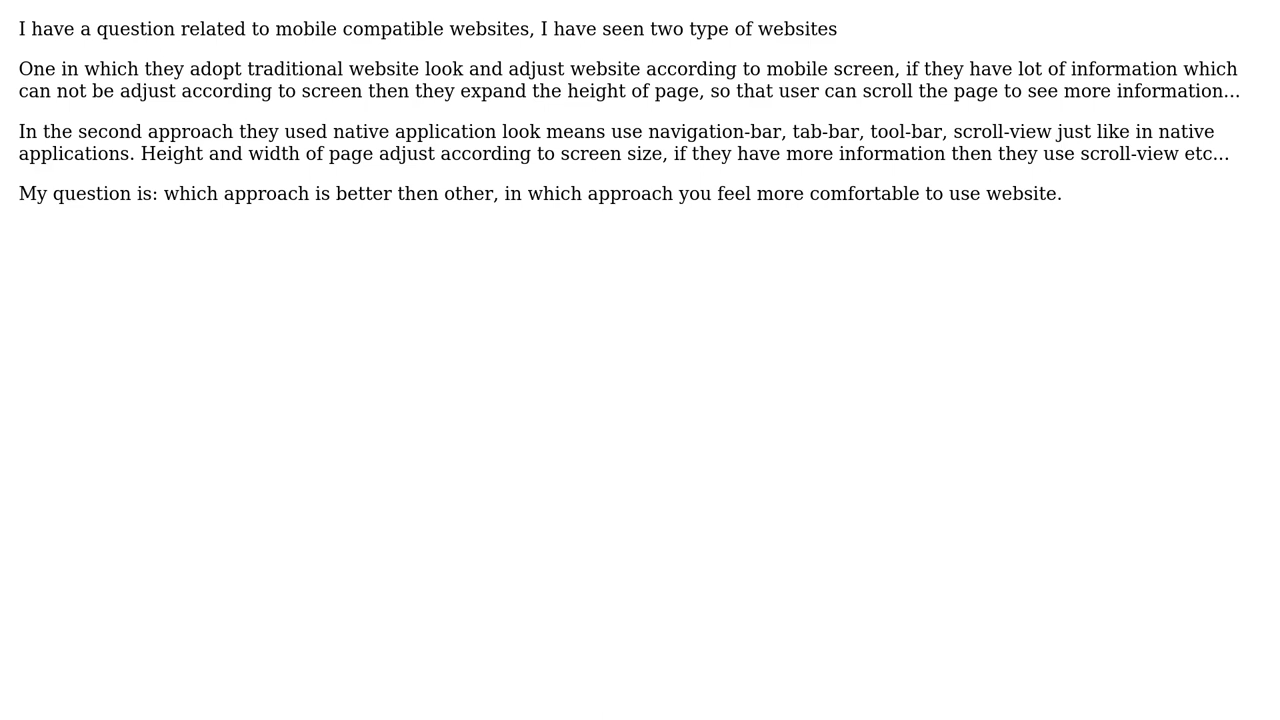 I have a question related to mobile compatible websites, I have seen two type of websites
One in which they adopt traditional website look and adjust website according to mobile screen, if they have lot of information which
can not be adjust according to screen then they expand the height of page, so that user can scroll the page to see more information...
In the second approach they used native application look means use navigation-bar, tab-bar, tool-bar, scroll-view just like in native
applications. Height and width of page adjust according to screen size, if they have more information then they use scroll-view etc...
My question is: which approach is better then other, in which approach you feel more comfortable to use website.